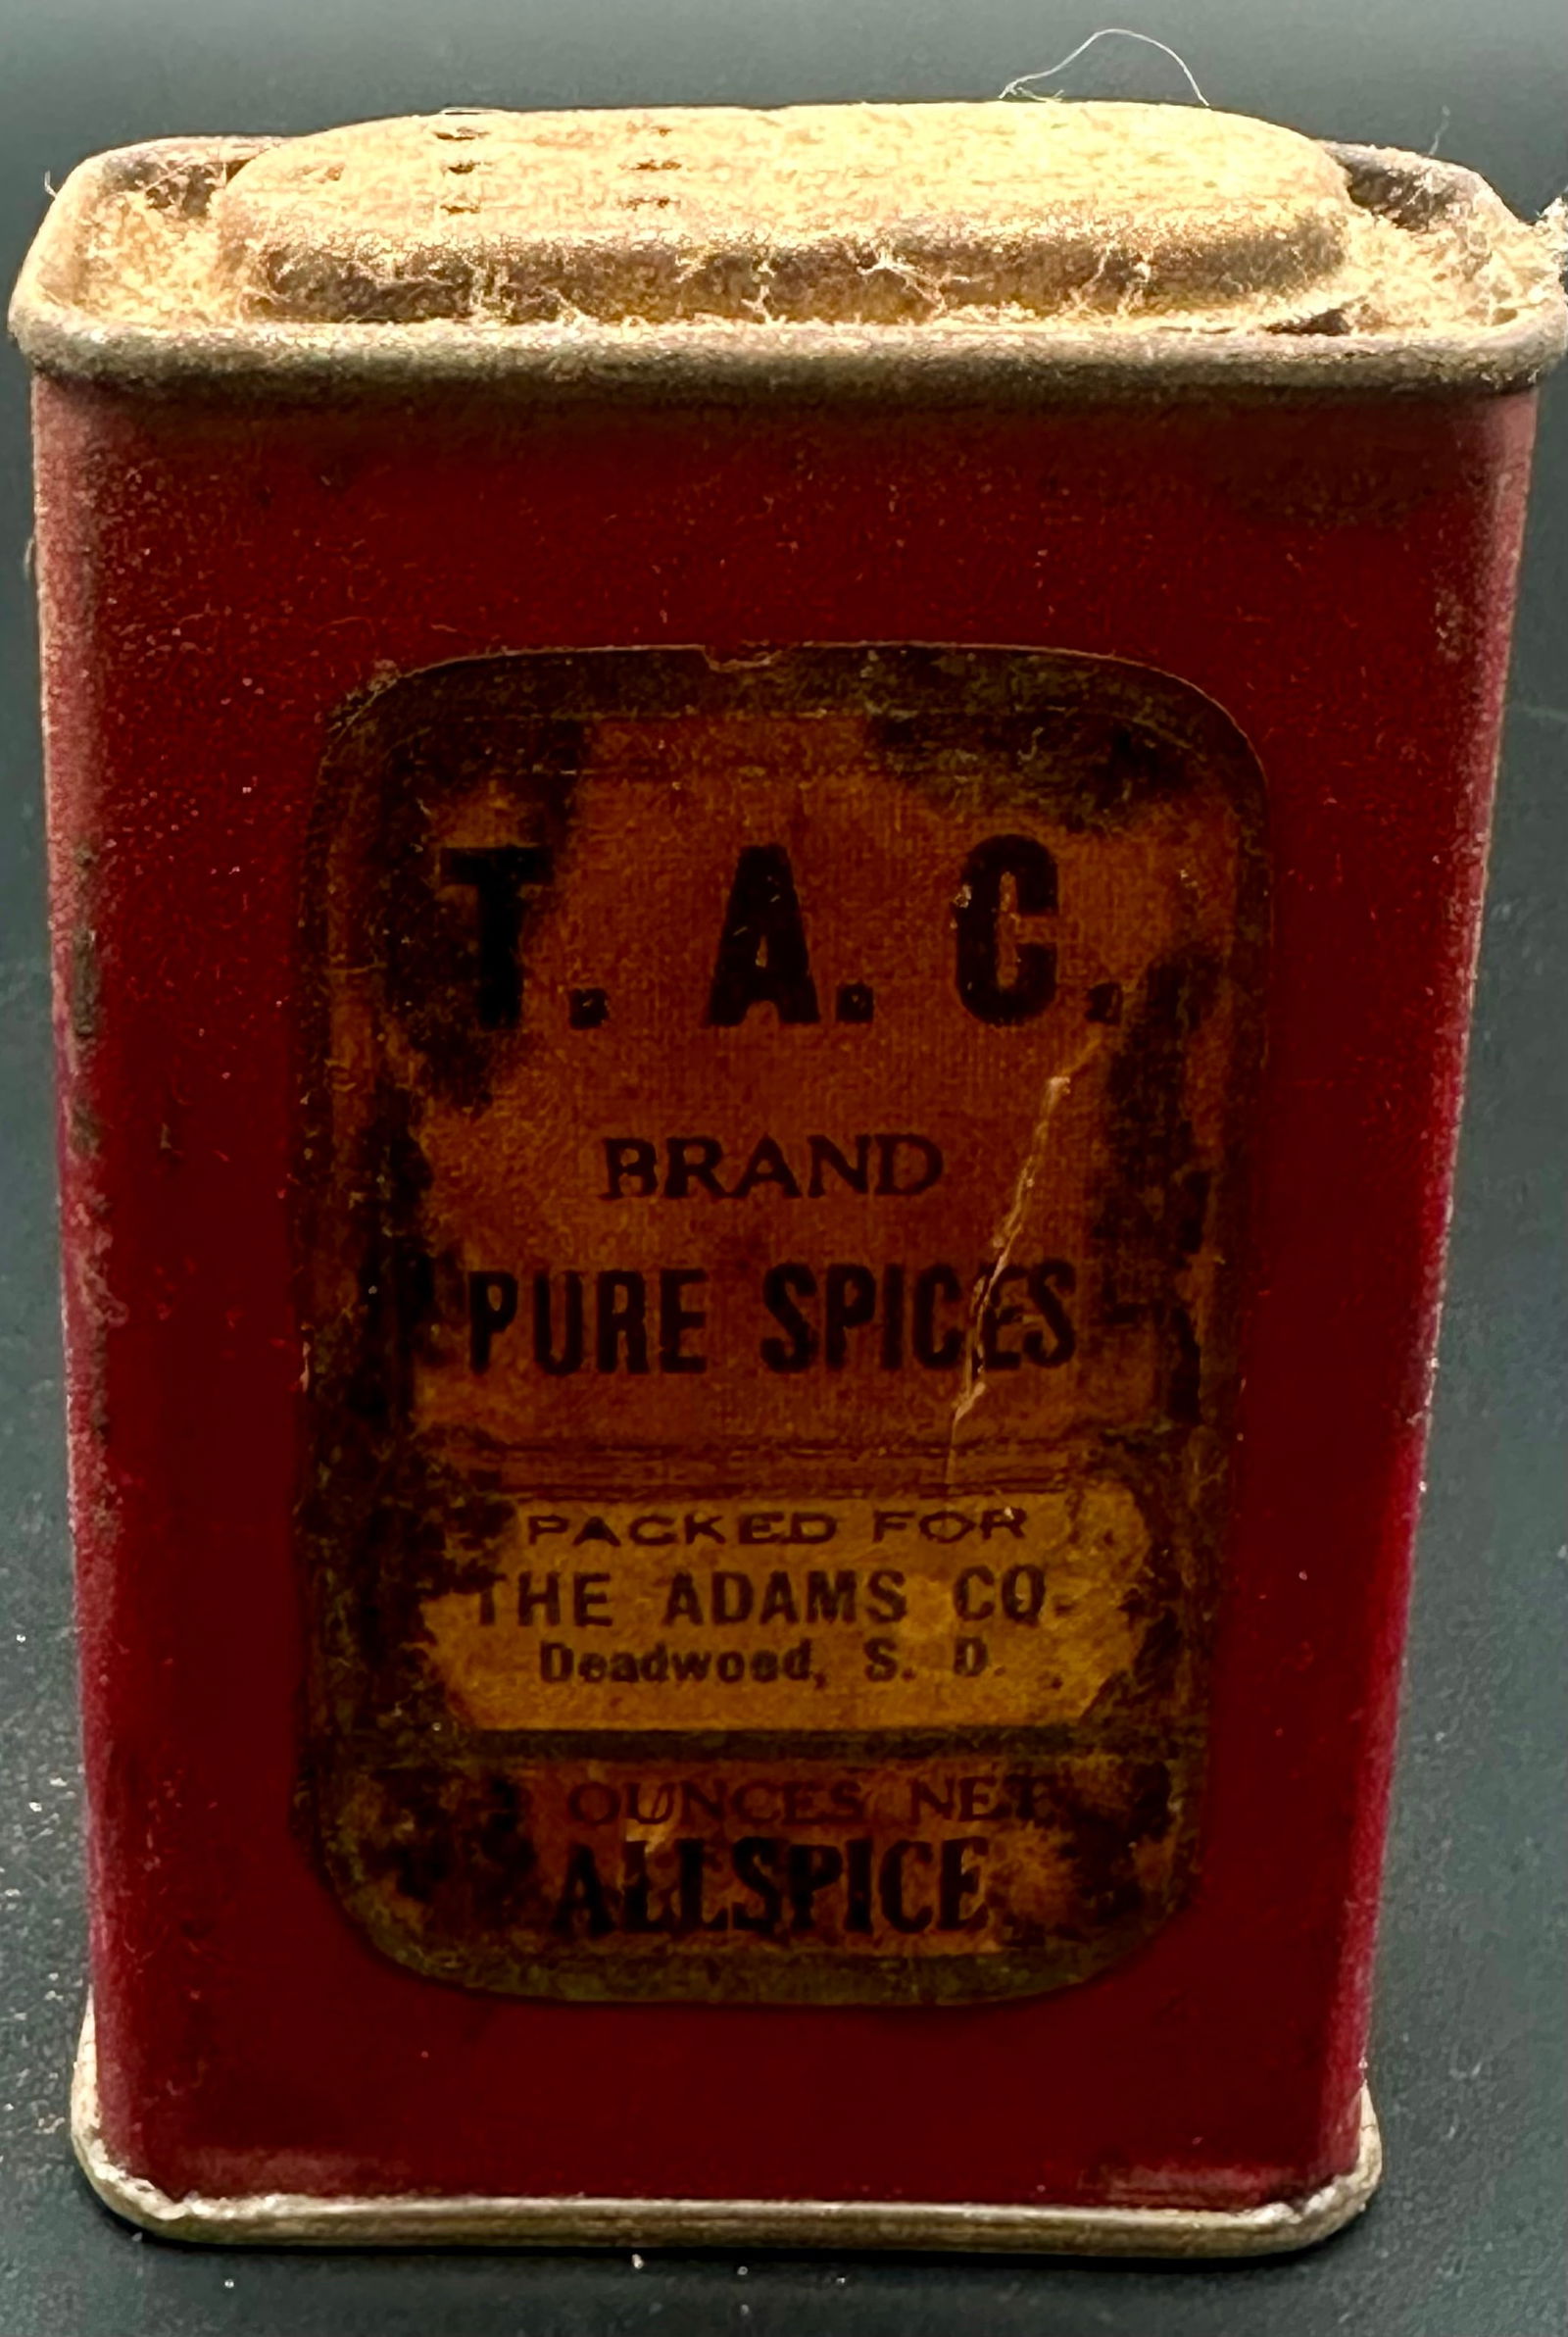 T. A. C.
BRAND
PURE SPICES
PACKED FOR
THE ADAMS CO.
Deadwood, S. D.
OUNCES NET
ALLSPICE